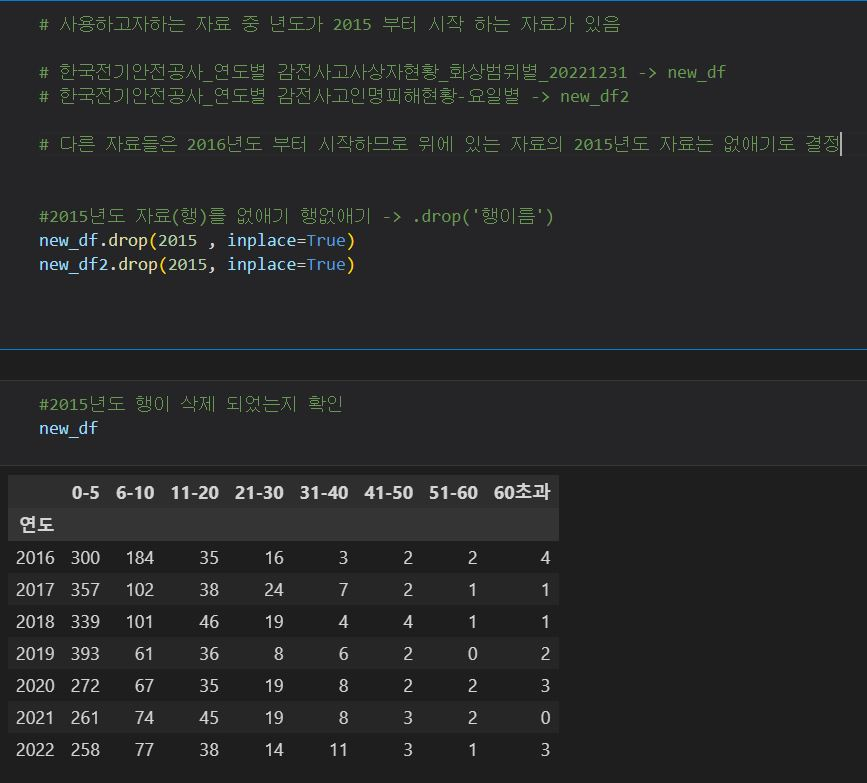 # 사용하고자하는 자료 중 년도가 2015 부터 시작 하는 자료가 있음
# 한국전기안전공사_연도별 감전사고사상자현황_화상범위별_20221231 -> new_df
# 한국전기안전공사_연도별 감전사고인명피해현황-요일별 -> new_df2
# 다른 자료들은 2016년도 부터 시작하므로 위에 있는 자료의 2015년도 자료는 없애기로 결정
#2015년도 자료(행)를 없애기 행없애기 -> .drop('행이름')
new_df.drop(2015 , inplace=True)
new_df2.drop(2015, inplace=True)
#2015년도 행이 삭제 되었는지 확인
new_df
0-5 6-10 11-20 21-30 31-40 41-50 51-60 60초과
연도
2016 300 184 35 16 3 2 2 4
2017 357 102 38 24 7 2 1 1
2018 339 101 46 19 4 4 1 1
2019 393 61 36 8 6 2 0 2
2020 272 67 35 19 8 2 2 3
2021 261 74 45 19 8 3 2 0
2022 258 77 38 14 11 3 1 3